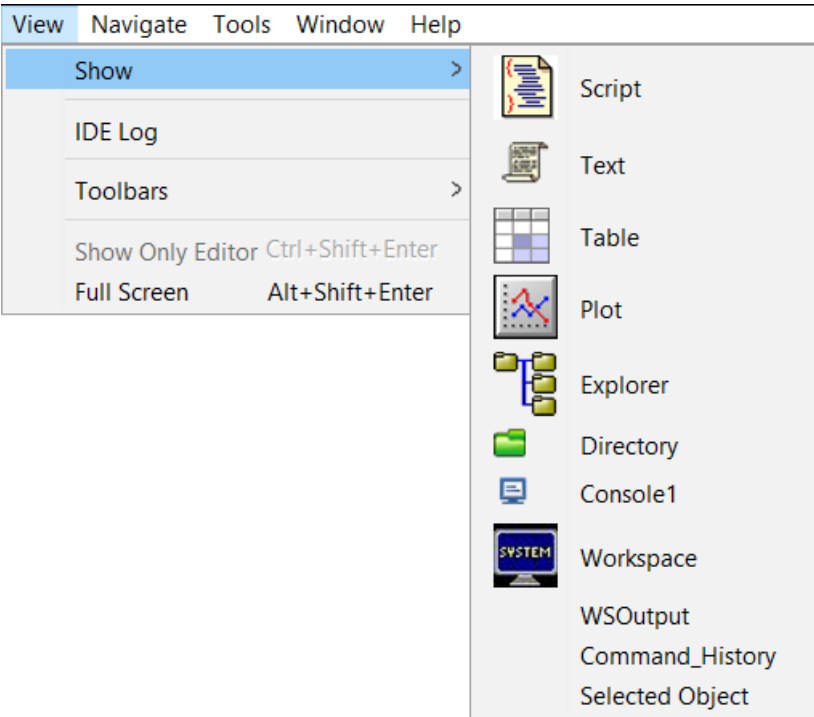 View Navigate Tools Window Help
Show >
IDE Log
Toolbars >
Show Only Editor Ctrl+Shift+Enter
Full Screen Alt+Shift+Enter
Script
Text
Table
Plot
Explorer
Directory
Console1
SYSTEM Workspace
WSOutput
Command_History
Selected Object